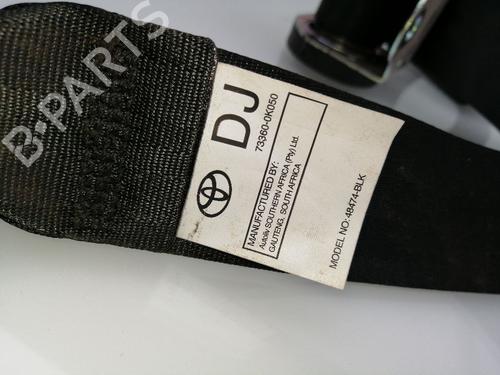 B-PARTS
DJ
73360-0K050
MANUFACTURED BY:
Autoliv SOUTHERN AFRICA (Pty) Ltd.
GAUTENG, SOUTH AFRICA
MODEL NO: 48474-BLK